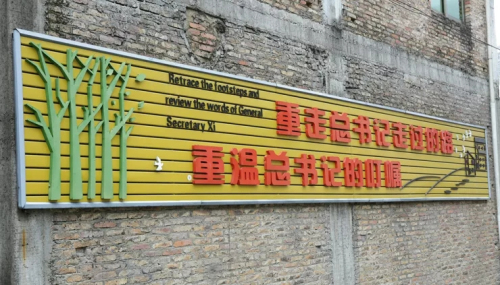 Retrace the footsteps and
review the words of General
Secretary Xi
重走总书记走过的路
重温总书记的叮嘱